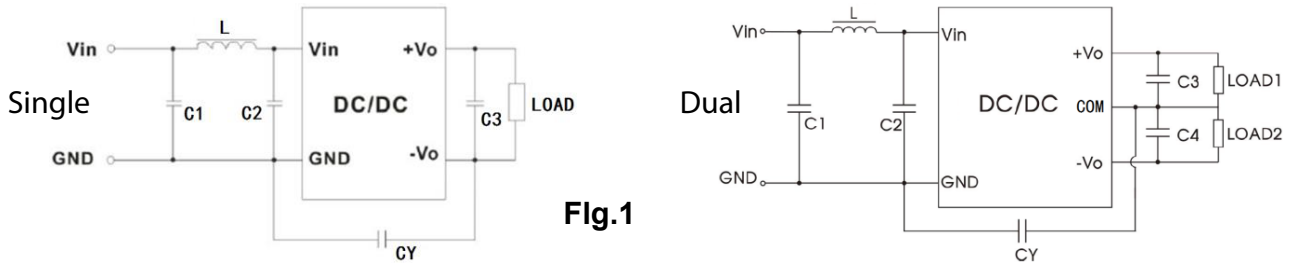 Single
L
Vin
Vin
+Vo
C1
C2
DC/DC
C3
LOAD
GND
GND
-Vo
CY
FIg.1
Dual
L
VIn
Vin
+Vo
C3
LOAD1
C1
C2
DC/DC
COM
C4
LOAD2
-Vo
GND
GND
CY